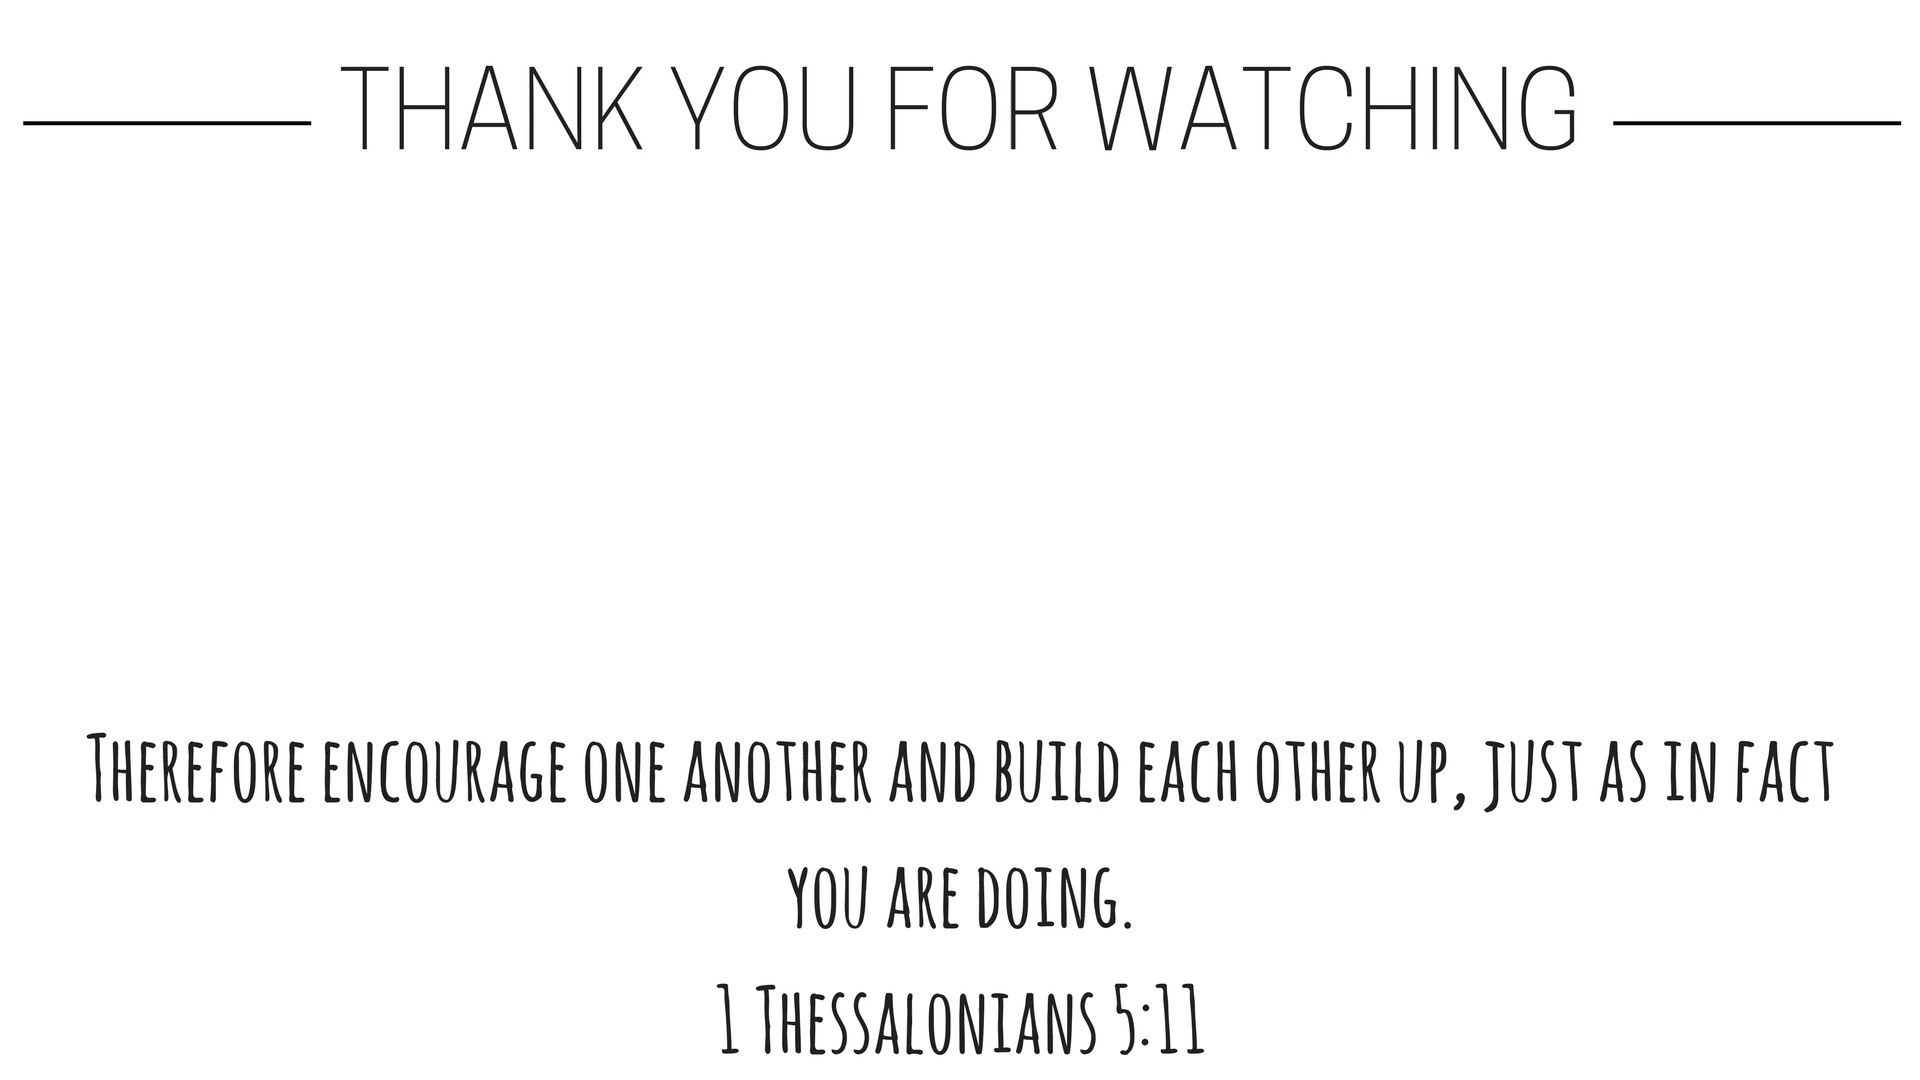 THANK YOU FOR WATCHING
Therefore encourage one another and build each other up, just as in fact
you are doing.
1 Thessalonians 5:11